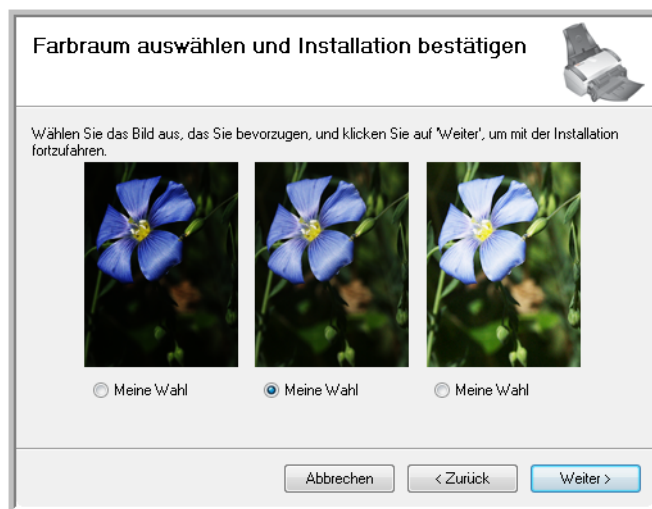 Farbraum auswählen und Installation bestätigen
Wählen Sie das Bild aus, das Sie bevorzugen, und klicken Sie auf 'Weiter', um mit der Installation
fortzufahren.
Meine Wahl Meine Wahl Meine Wahl
Abbrechen < Zurück Weiter >